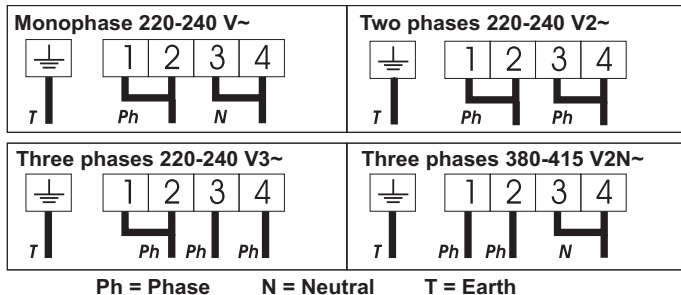 Monophase 220-240 V~
1 2 3 4
T Ph N
Two phases 220-240 V2~
1 2 3 4
T Ph Ph
Three phases 220-240 V3~
1 2 3 4
T Ph Ph Ph
Three phases 380-415 V2N~
1 2 3 4
T Ph Ph N
Ph = Phase N = Neutral T = Earth